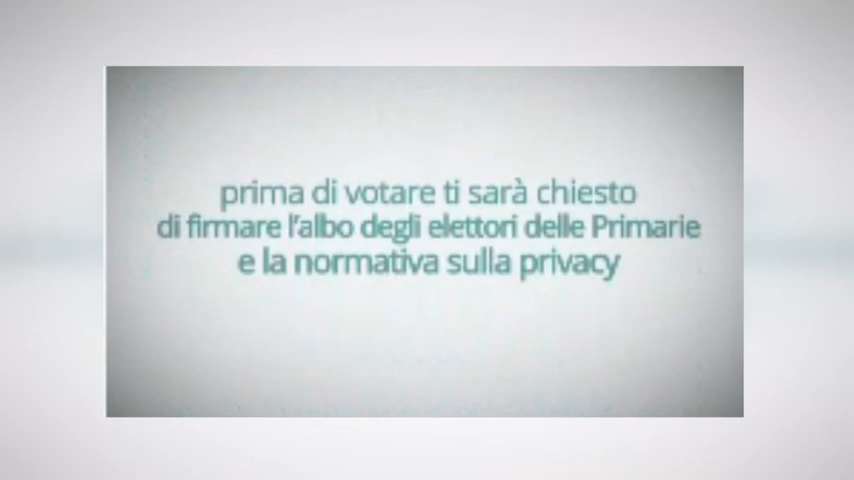 prima di votare ti sarà chiesto
di firmare l'albo degli elettori delle Primarie
e la normativa sulla privacy